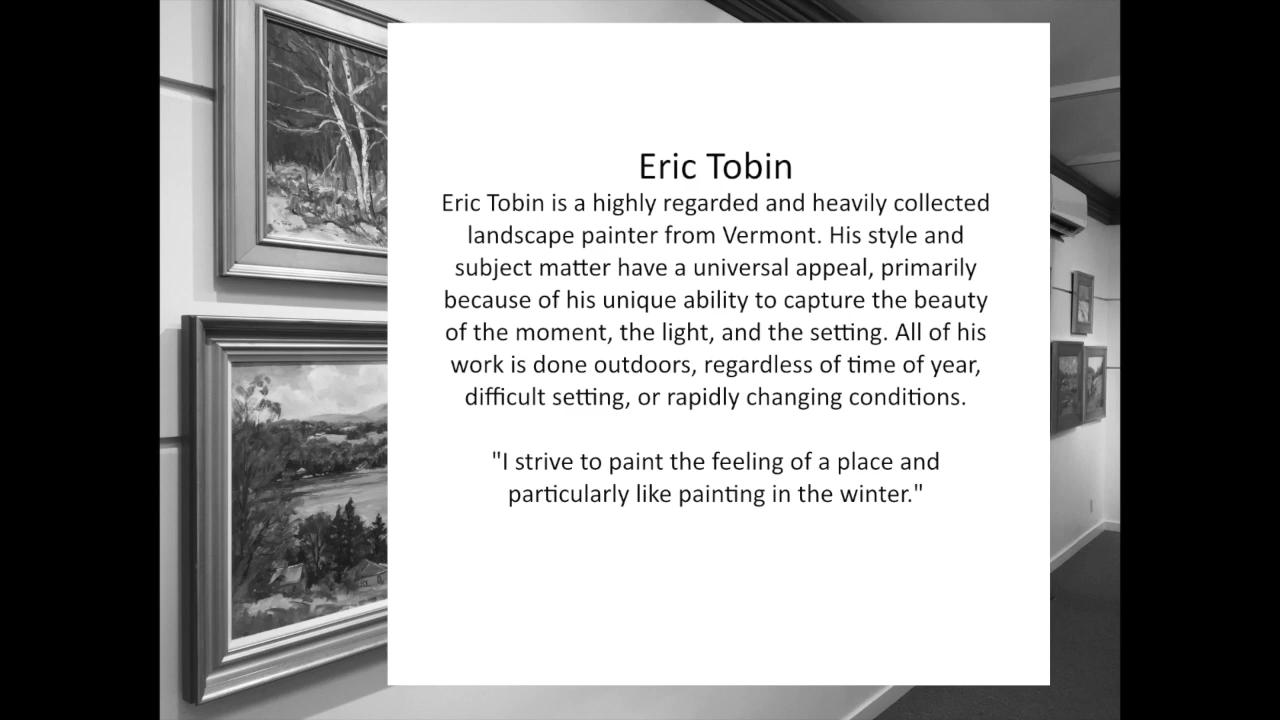 Eric Tobin
Eric Tobin is a highly regarded and heavily collected
landscape painter from Vermont. His style and
subject matter have a universal appeal, primarily
because of his unique ability to capture the beauty
of the moment, the light, and the setting. All of his
work is done outdoors, regardless of time of year,
difficult setting, or rapidly changing conditions.
"I strive to paint the feeling of a place and
particularly like painting in the winter."